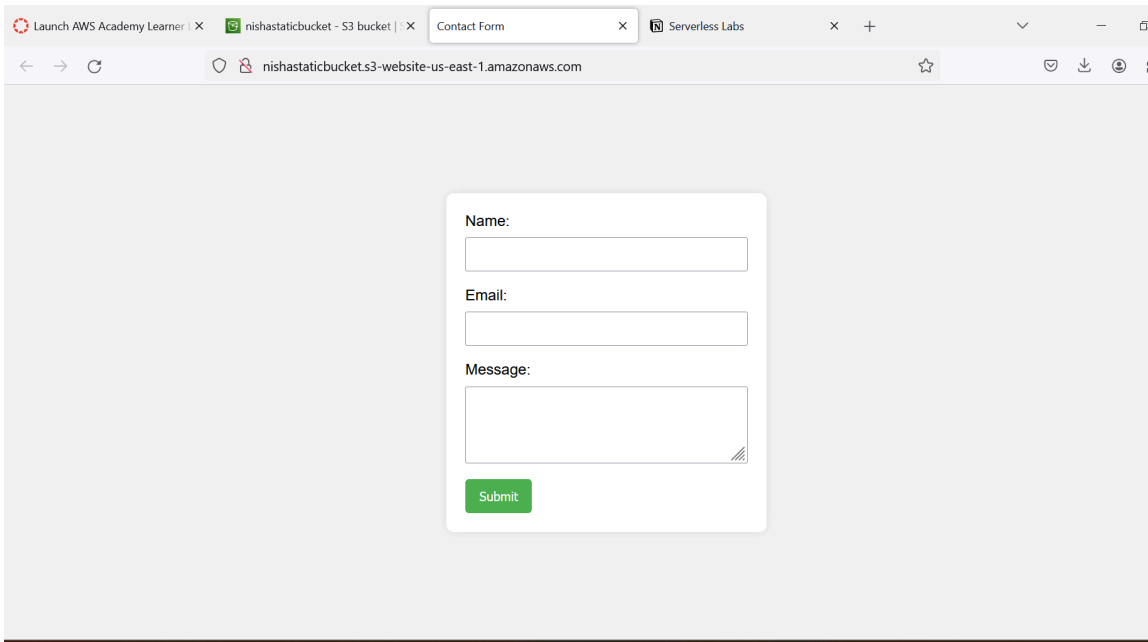 Launch AWS Academy Learner
nishastaticbucket - S3 bucket | S
Contact Form
Serverless Labs
nishastaticbucket.s3-website-us-east-1.amazonaws.com
Name:
Email:
Message:
Submit